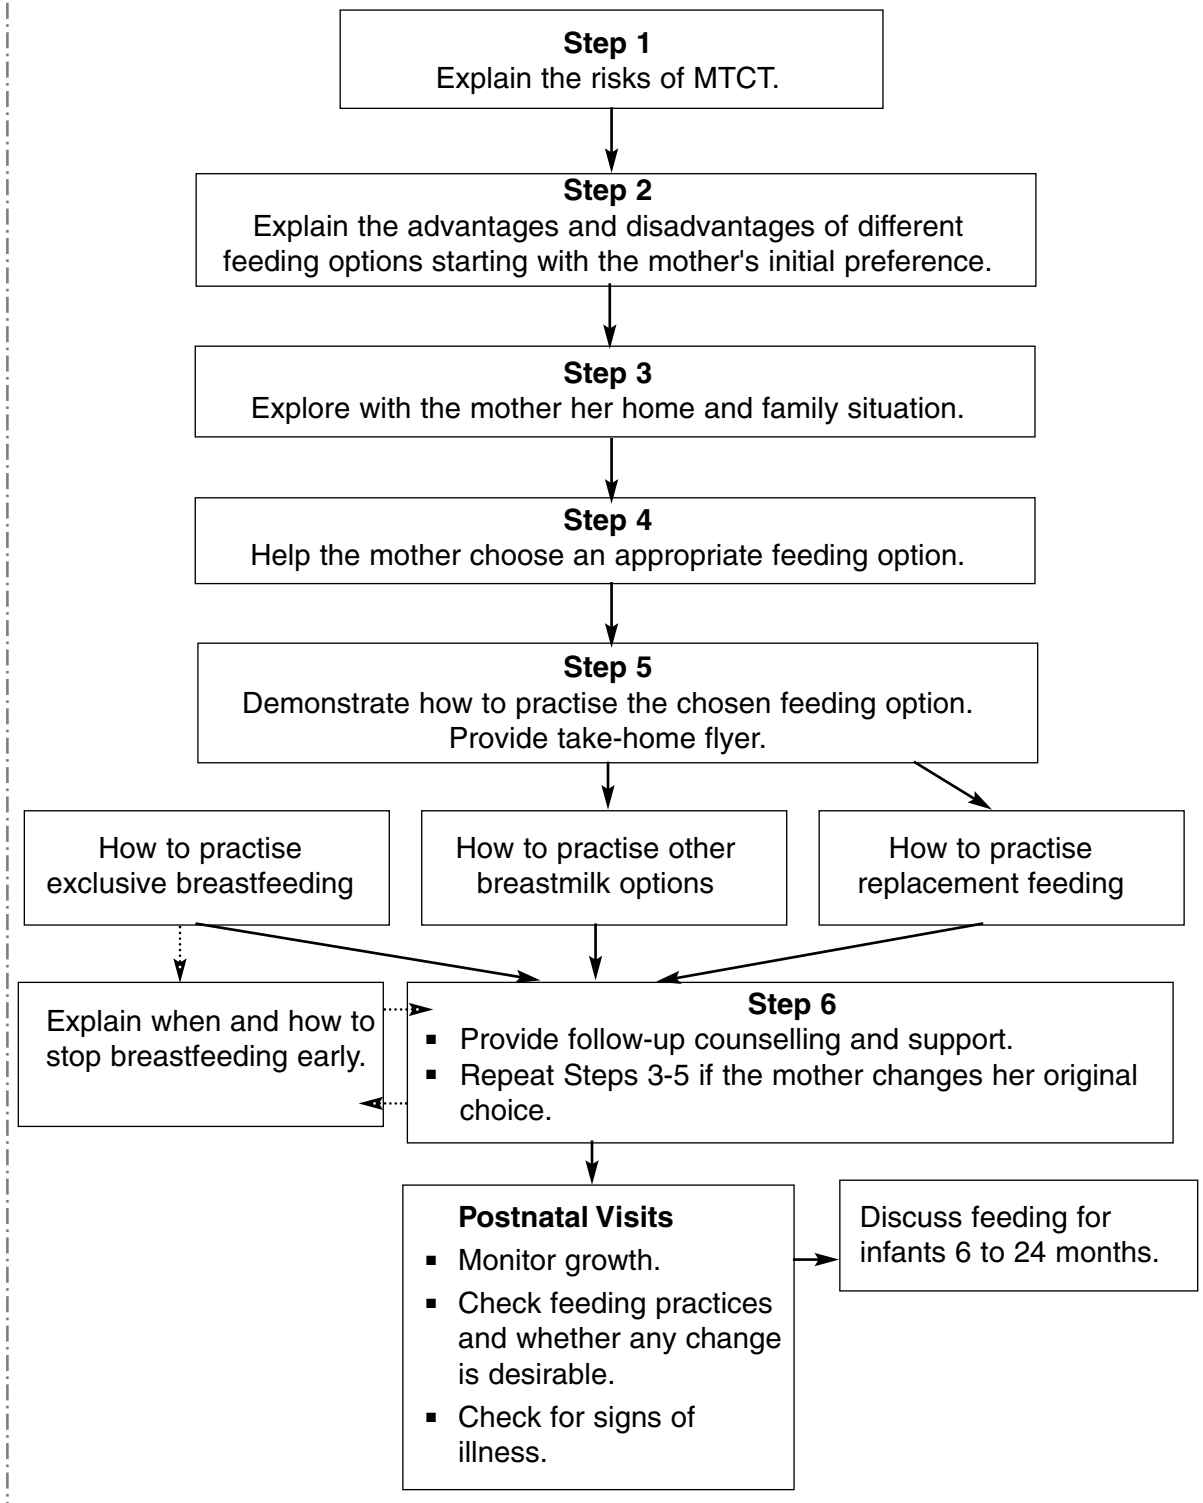 Step 1
Explain the risks of MTCT.
Step 2
Explain the advantages and disadvantages of different
feeding options starting with the mother's initial preference.
Step 3
Explore with the mother her home and family situation.
Step 4
Help the mother choose an appropriate feeding option.
Step 5
Demonstrate how to practise the chosen feeding option.
Provide take-home flyer.
How to practise
exclusive breastfeeding
How to practise other
breastmilk options
How to practise
replacement feeding
Explain when and how to
stop breastfeeding early.
Step 6
▪ Provide follow-up counselling and support.
▪ Repeat Steps 3-5 if the mother changes her original
choice.
Postnatal Visits
▪ Monitor growth.
▪ Check feeding practices
and whether any change
is desirable.
▪ Check for signs of
illness.
Discuss feeding for
infants 6 to 24 months.